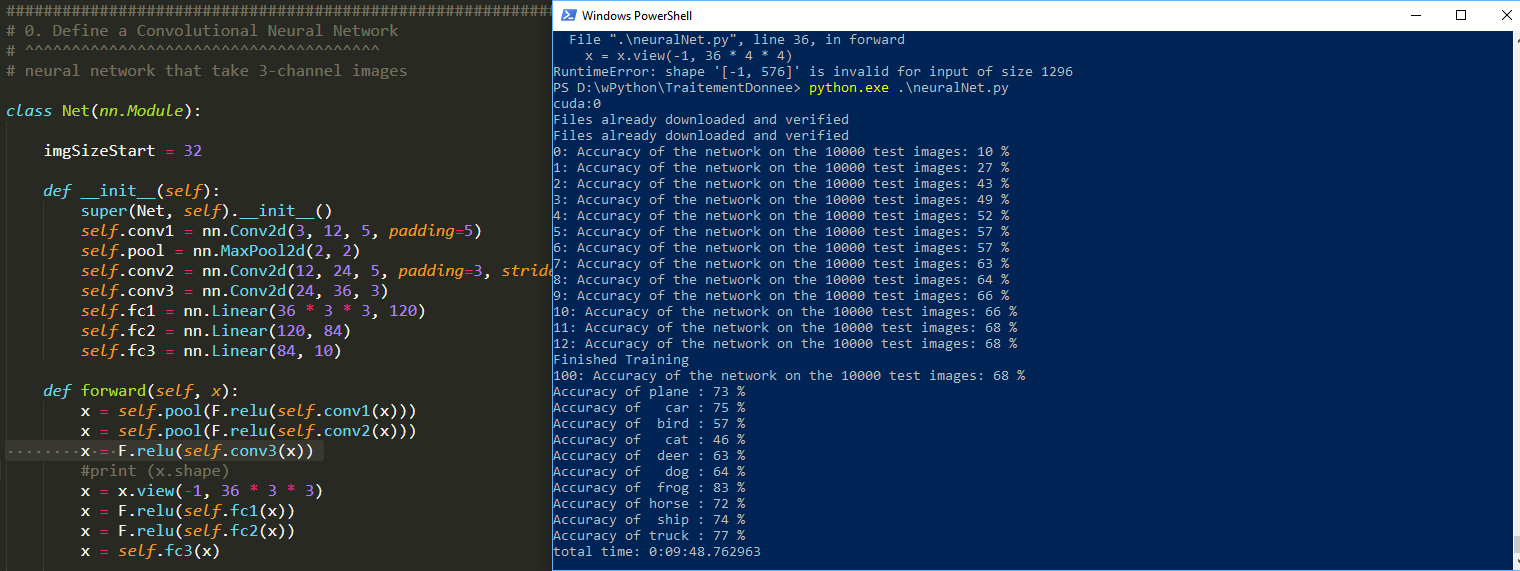 ################################################################
# 0. Define a Convolutional Neural Network
# ^^^^^^^^^^^^^^^^^^^^^^^^^^^^^^^^^^^^^^
# neural network that take 3-channel images
class Net(nn.Module):
imgSizeStart = 32
def __init__(self):
super(Net, self).__init__()
self.conv1 = nn.Conv2d(3, 12, 5, padding=5)
self.pool = nn.MaxPool2d(2, 2)
self.conv2 = nn.Conv2d(12, 24, 5, padding=3, stride
self.conv3 = nn.Conv2d(24, 36, 3)
self.fc1 = nn.Linear(36 * 3 * 3, 120)
self.fc2 = nn.Linear(120, 84)
self.fc3 = nn.Linear(84, 10)
def forward(self, x):
x = self.pool(F.relu(self.conv1(x)))
x = self.pool(F.relu(self.conv2(x)))
x = F.relu(self.conv3(x))
#print (x.shape)
x = x.view(-1, 36 * 3 * 3)
x = F.relu(self.fc1(x))
x = F.relu(self.fc2(x))
x = self.fc3(x)
Windows PowerShell
File ".\neuralNet.py", line 36, in forward
x = x.view(-1, 36 * 4 * 4)
RuntimeError: shape '[-1, 576]' is invalid for input of size 1296
PS D:\wPython\TraitementDonnee> python.exe .\neuralNet.py
cuda:0
Files already downloaded and verified
Files already downloaded and verified
0: Accuracy of the network on the 10000 test images: 10 %
1: Accuracy of the network on the 10000 test images: 27 %
2: Accuracy of the network on the 10000 test images: 43 %
3: Accuracy of the network on the 10000 test images: 49 %
4: Accuracy of the network on the 10000 test images: 52 %
5: Accuracy of the network on the 10000 test images: 57 %
6: Accuracy of the network on the 10000 test images: 57 %
7: Accuracy of the network on the 10000 test images: 63 %
8: Accuracy of the network on the 10000 test images: 64 %
9: Accuracy of the network on the 10000 test images: 66 %
10: Accuracy of the network on the 10000 test images: 66 %
11: Accuracy of the network on the 10000 test images: 68 %
12: Accuracy of the network on the 10000 test images: 68 %
Finished Training
100: Accuracy of the network on the 10000 test images: 68 %
Accuracy of plane : 73 %
Accuracy of   car : 75 %
Accuracy of  bird : 57 %
Accuracy of   cat : 46 %
Accuracy of  deer : 63 %
Accuracy of   dog : 64 %
Accuracy of  frog : 83 %
Accuracy of horse : 72 %
Accuracy of  ship : 74 %
Accuracy of truck : 77 %
total time: 0:09:48.762963